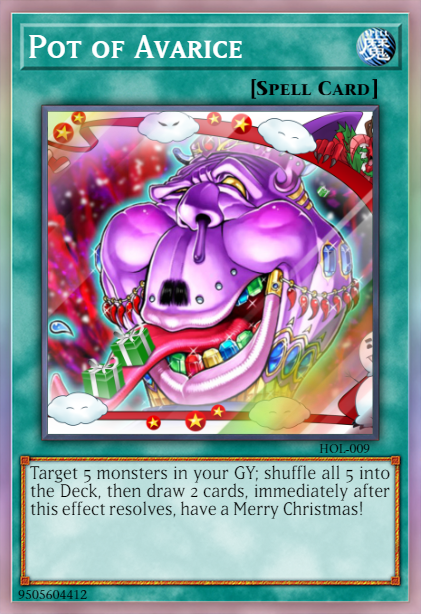 Pot of Avarice
魔
[Spell Card]
HOL-009
Target 5 monsters in your GY; shuffle all 5 into
the Deck, then draw 2 cards, immediately after
this effect resolves, have a Merry Christmas!
9505604412